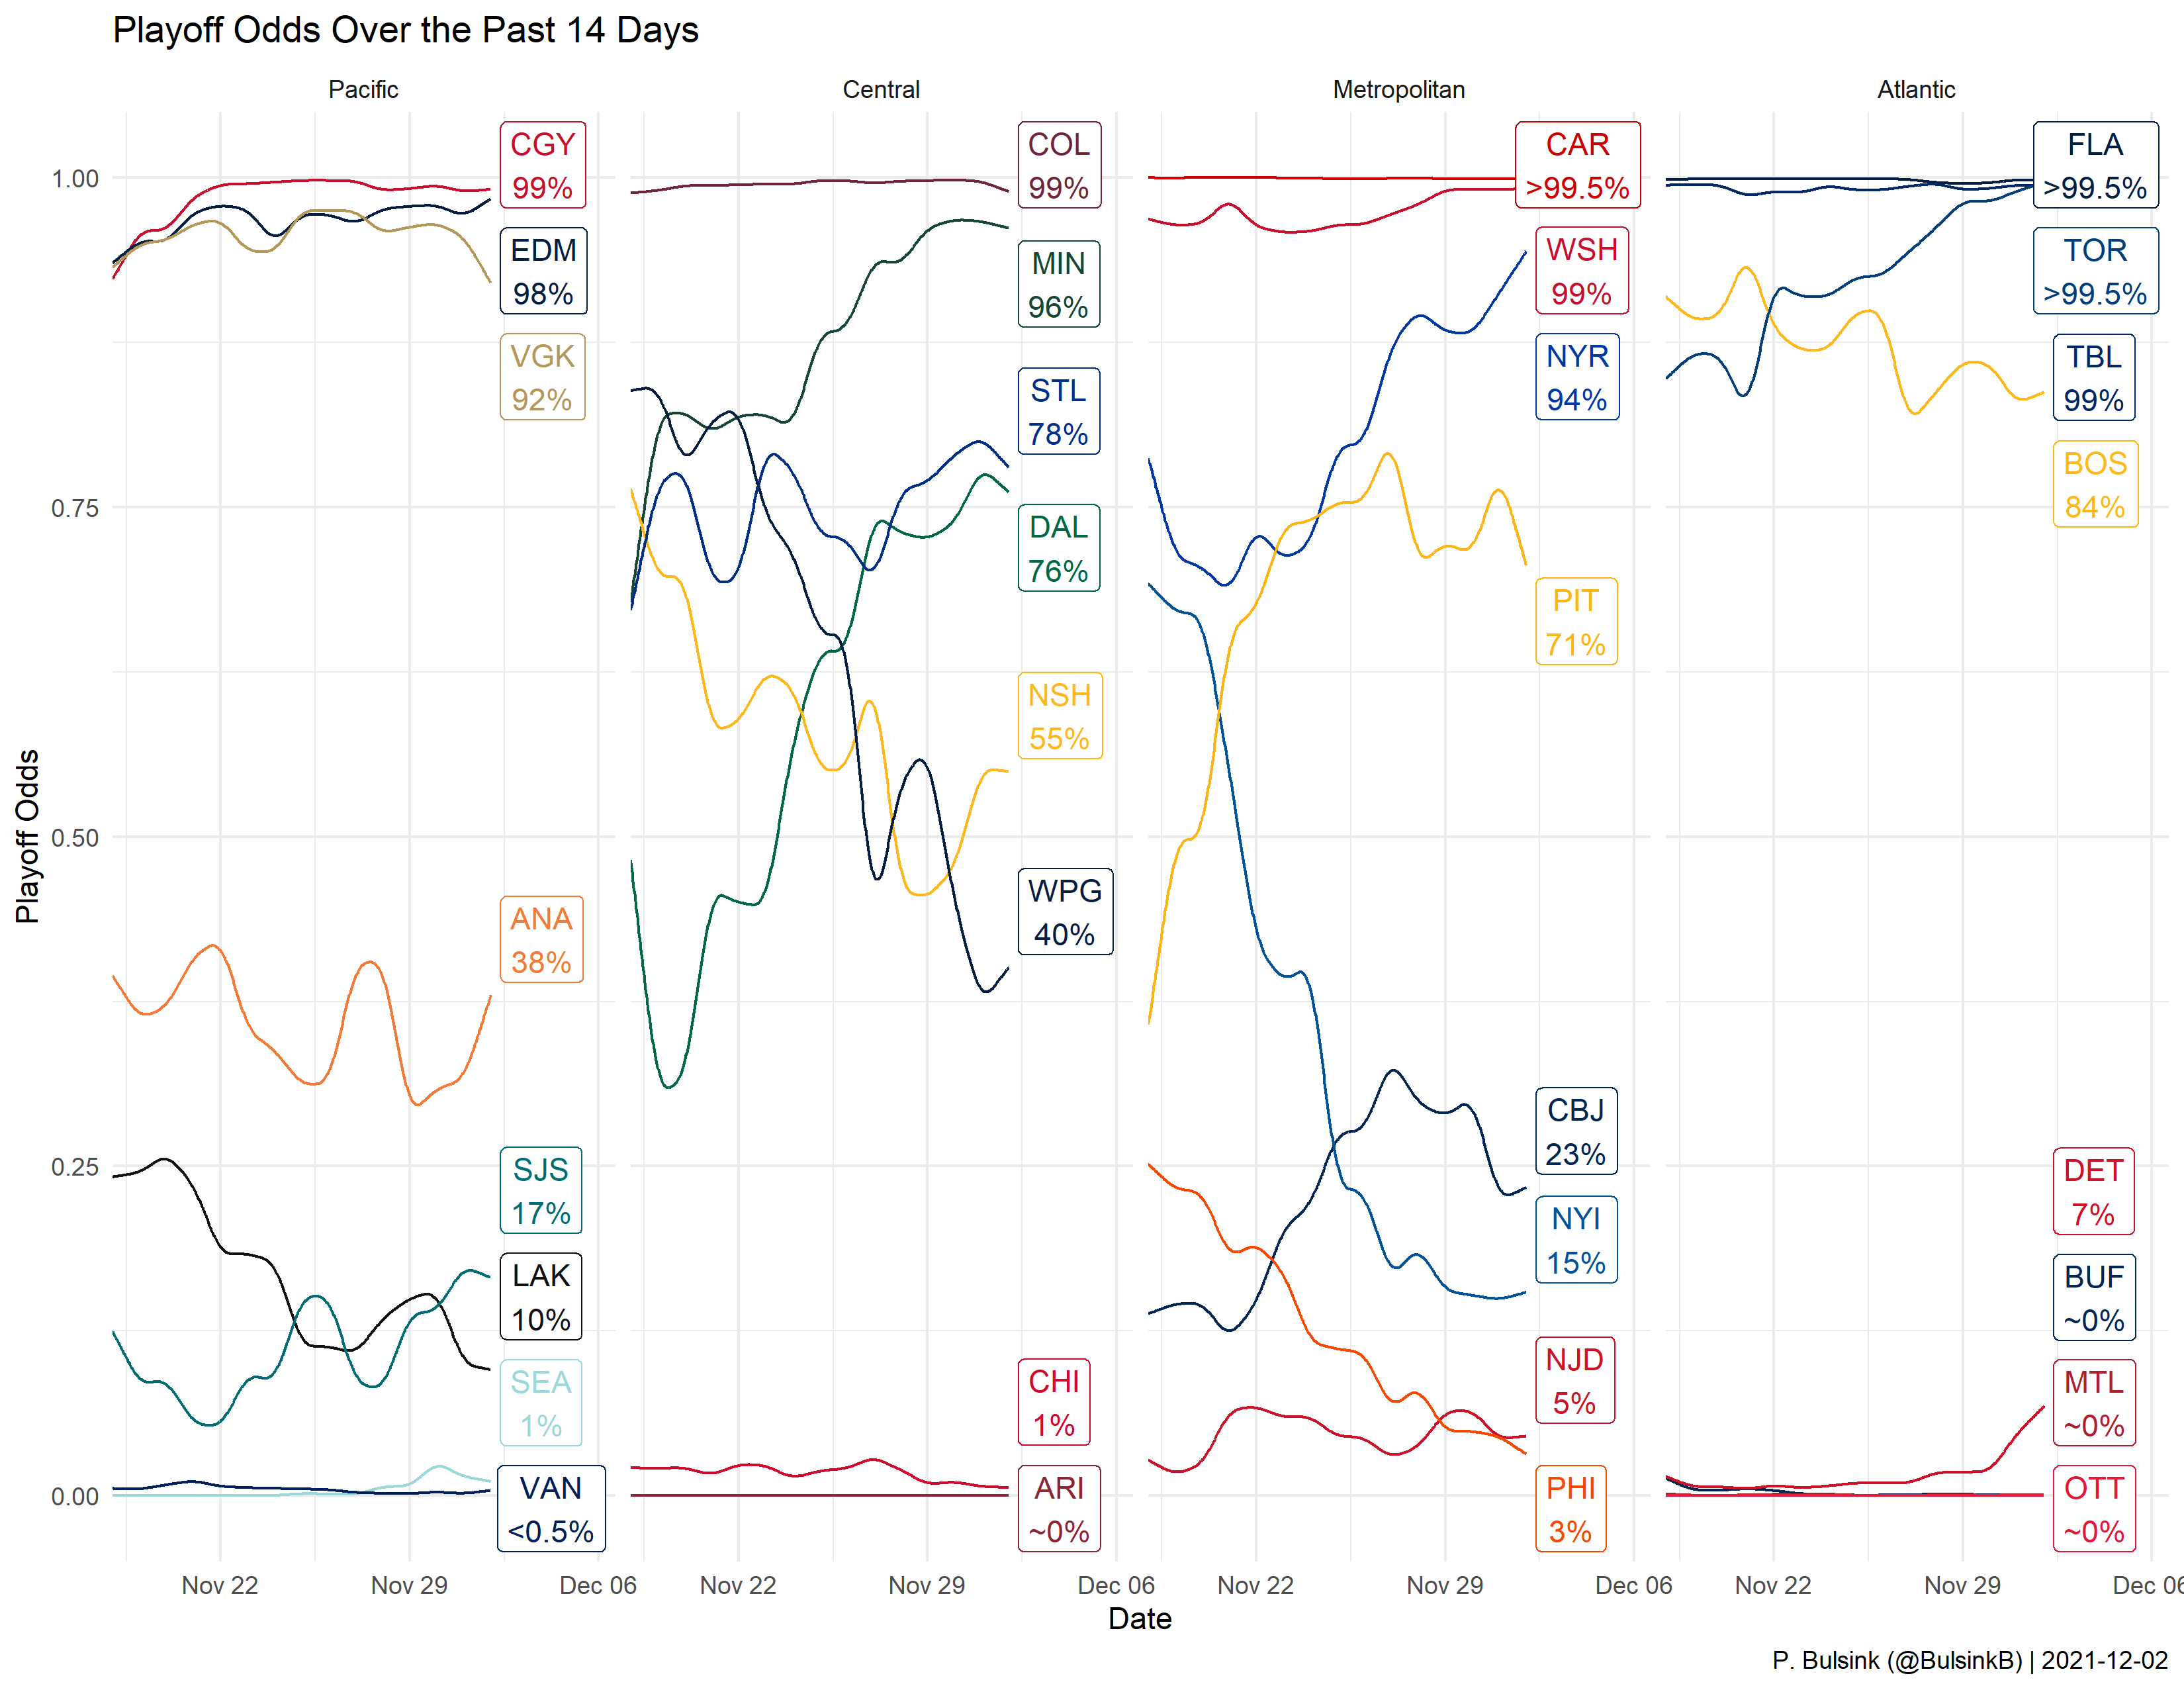 Playoff Odds Over the Past 14 Days
Pacific
Central
Metropolitan
Atlantic
Playoff Odds
1.00
0.75
0.50
0.25
0.00
CGY
99%
EDM
98%
VGK
92%
ANA
38%
SJS
17%
LAK
10%
SEA
1%
VAN
<0.5%
COL
99%
MIN
96%
STL
78%
DAL
76%
NSH
55%
WPG
40%
CHI
1%
ARI
~0%
CAR
>99.5%
WSH
99%
NYR
94%
PIT
71%
CBJ
23%
NYI
15%
NJD
5%
PHI
3%
FLA
>99.5%
TOR
>99.5%
TBL
99%
BOS
84%
DET
7%
BUF
~0%
MTL
~0%
OTT
~0%
Nov 22
Nov 29
Dec 06
Nov 22
Nov 29
Dec 06
Nov 22
Nov 29
Dec 06
Nov 22
Nov 29
Dec 06
Date
P. Bulsink (@BulsinkB) | 2021-12-02